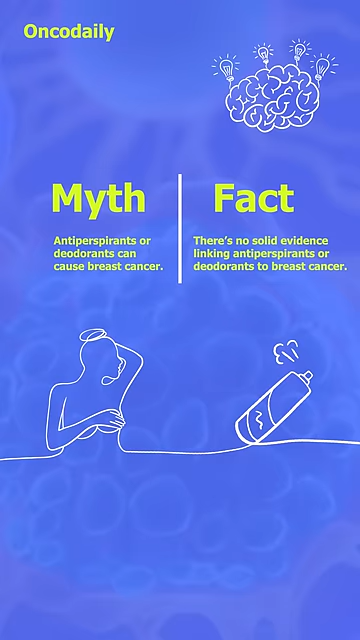 Oncodaily
Myth
Fact
Antiperspirants or
deodorants can
cause breast cancer.
There's no solid evidence
linking antiperspirants or
deodorants to breast cancer.